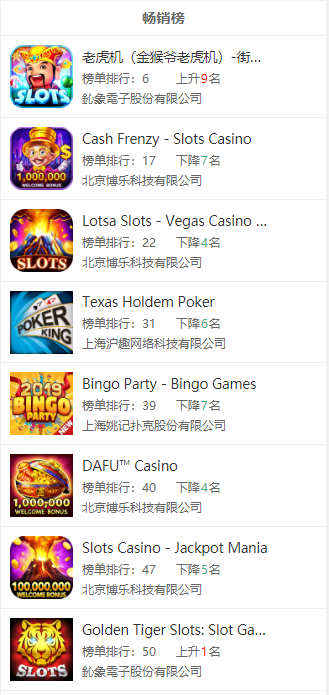 畅销榜
SLOTS
老虎机（金猴爷老虎机）-街...
榜单排行：6 上升9名
鈊象電子股份有限公司
1,000,000
WELCOME BONUS
Cash Frenzy - Slots Casino
榜单排行：17 下降7名
北京博乐科技有限公司
SLOTS
Lotsa Slots - Vegas Casino ...
榜单排行：22 下降4名
北京博乐科技有限公司
POKER
KING
Texas Holdem Poker
榜单排行：31 下降6名
上海沪趣网络科技有限公司
2019
BINGO
PARTY
NEW
Bingo Party - Bingo Games
榜单排行：39 下降7名
上海姚记扑克股份有限公司
1,000,000
WELCOME BONUS
DAFU™ Casino
榜单排行：40 下降4名
北京博乐科技有限公司
100,000,000
WELCOME BONUS
Slots Casino - Jackpot Mania
榜单排行：47 下降5名
北京博乐科技有限公司
SLOTS
Golden Tiger Slots: Slot Ga...
榜单排行：50 上升1名
鈊象電子股份有限公司